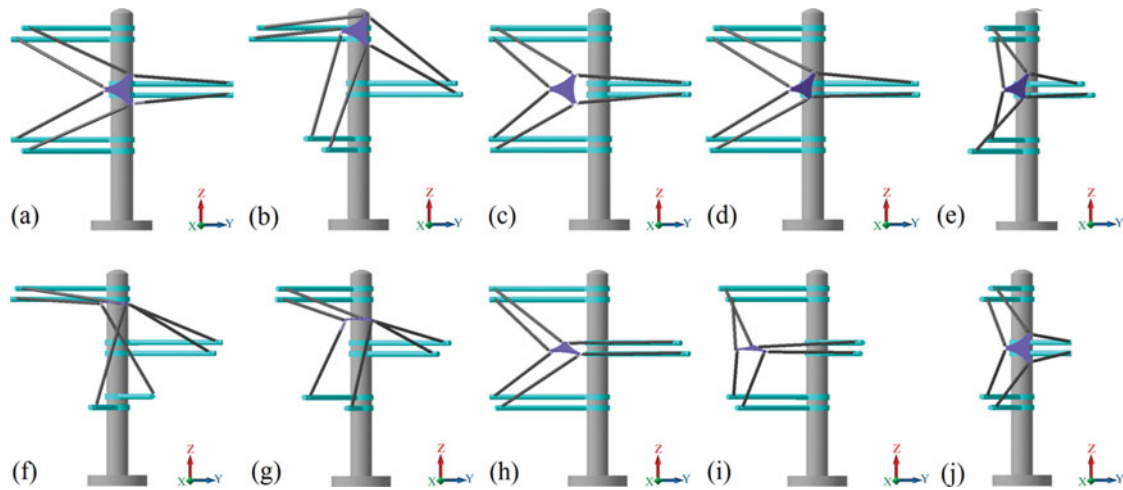 (a) Z X Y
(b) Z X Y
(c) Z X Y
(d) Z X Y
(e) Z X Y
(f) Z X Y
(g) Z X Y
(h) Z X Y
(i) Z X Y
(j) Z X Y